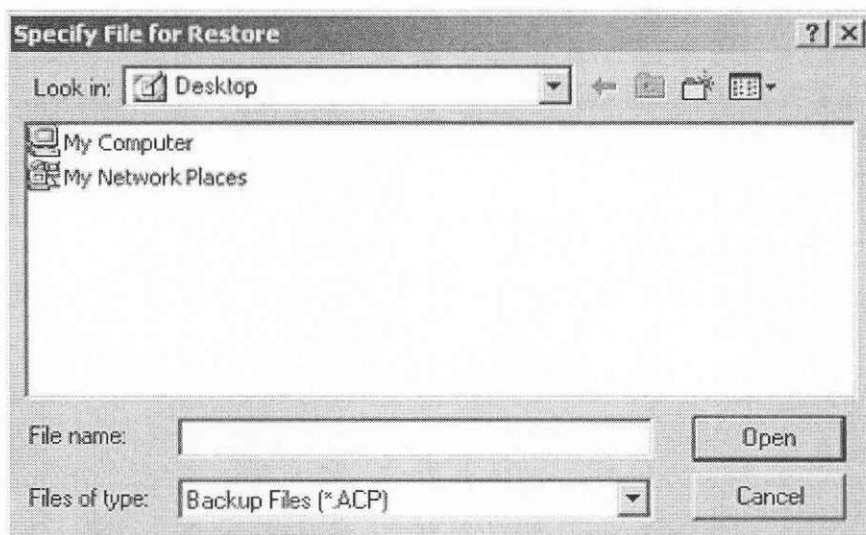 Specify File for Restore
Look in: Desktop
My Computer
My Network Places
File name:
Open
Files of type: Backup Files (*.ACP)
Cancel